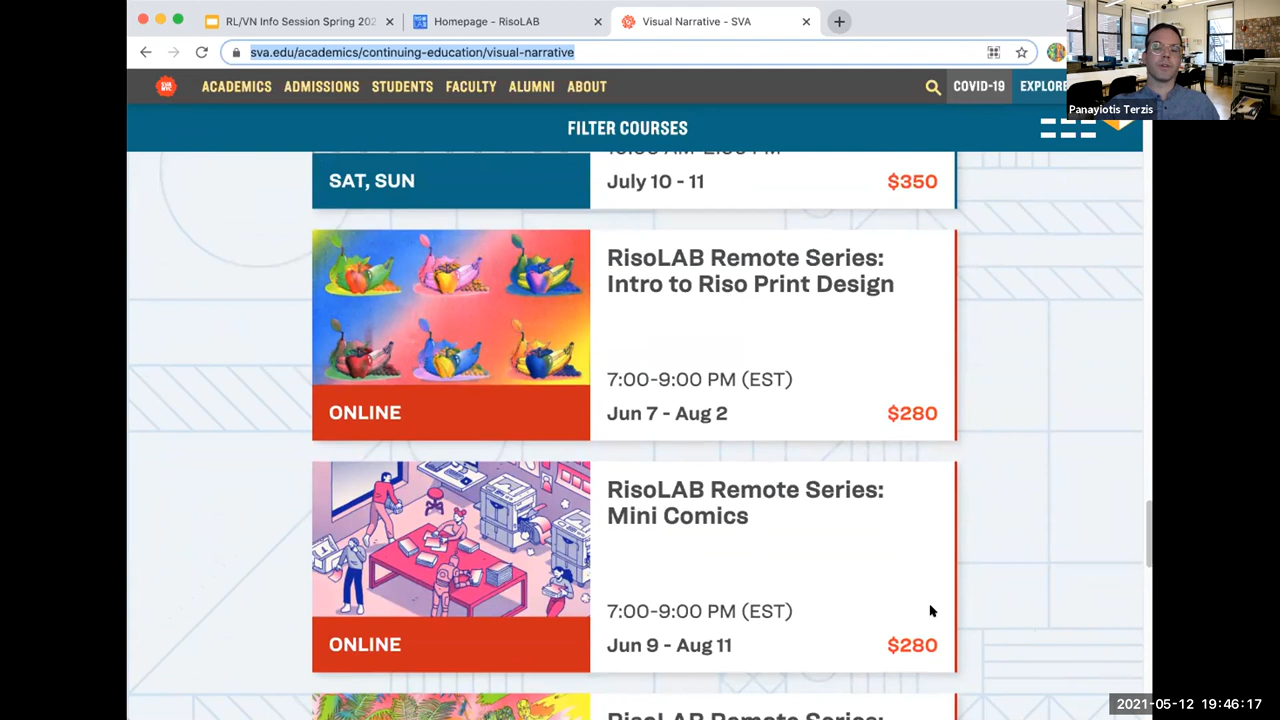 RL/VN Info Session Spring 202
Homepage - RisoLAB
Visual Narrative - SVA
sva.edu/academics/continuing-education/visual-narrative
ACADEMICS ADMISSIONS STUDENTS FACULTY ALUMNI ABOUT
COVID-19 EXPLORE
Panayiotis Terzis
FILTER COURSES
SAT, SUN
July 10 - 11
$350
RisoLAB Remote Series:
Intro to Riso Print Design
7:00-9:00 PM (EST)
ONLINE
Jun 7 - Aug 2
$280
RisoLAB Remote Series:
Mini Comics
7:00-9:00 PM (EST)
ONLINE
Jun 9 - Aug 11
$280
RisoLAB Remote Series:
2021-05-12 19:46:17